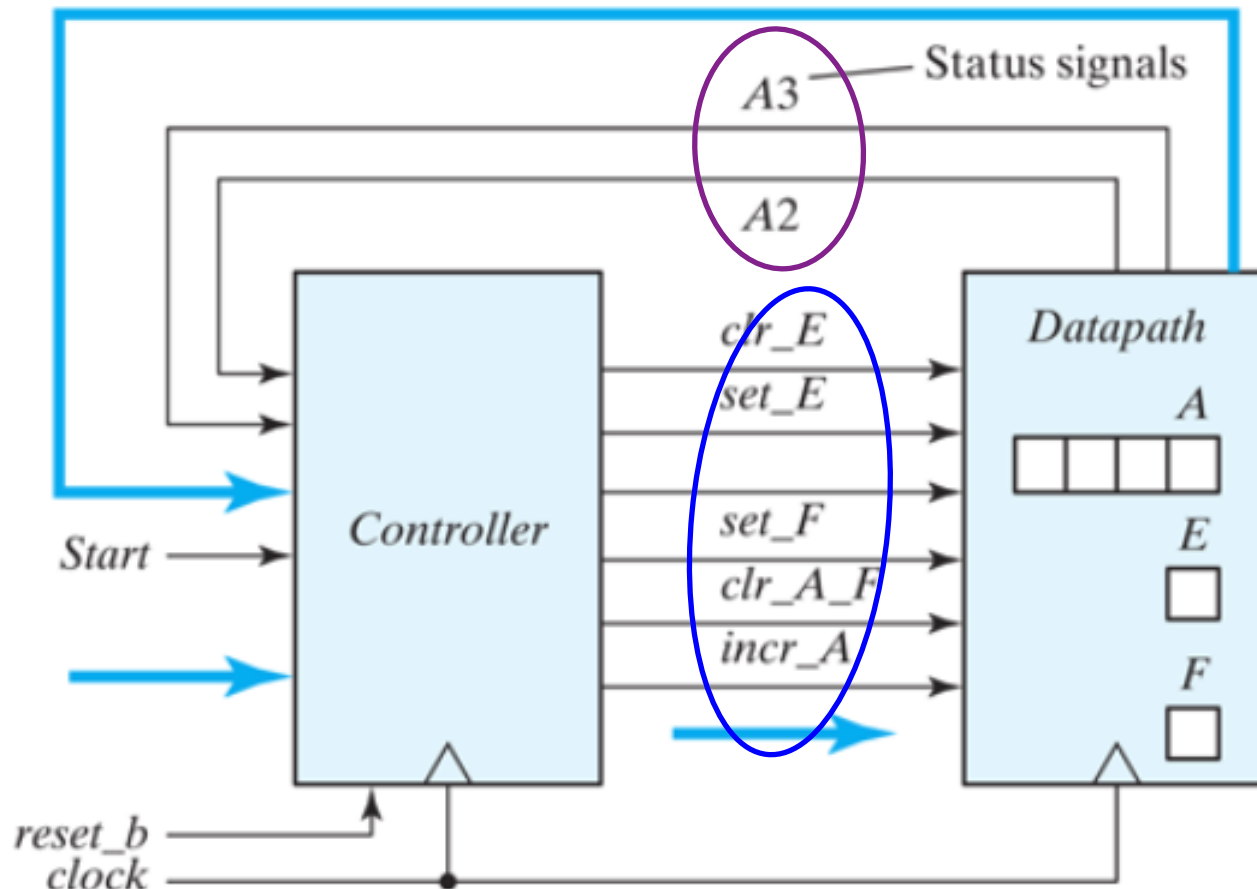 Status signals
A3
A2
clr_E
set_E
set_F
clr_A_F
incr_A
Controller
Start
reset_b
clock
Datapath
A
E
F